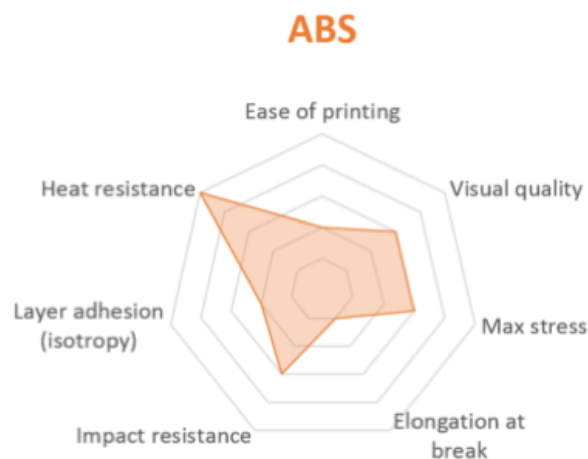 ABS
Ease of printing
Heat resistance
Visual quality
Layer adhesion
(isotropy)
Max stress
Impact resistance
Elongation at
break